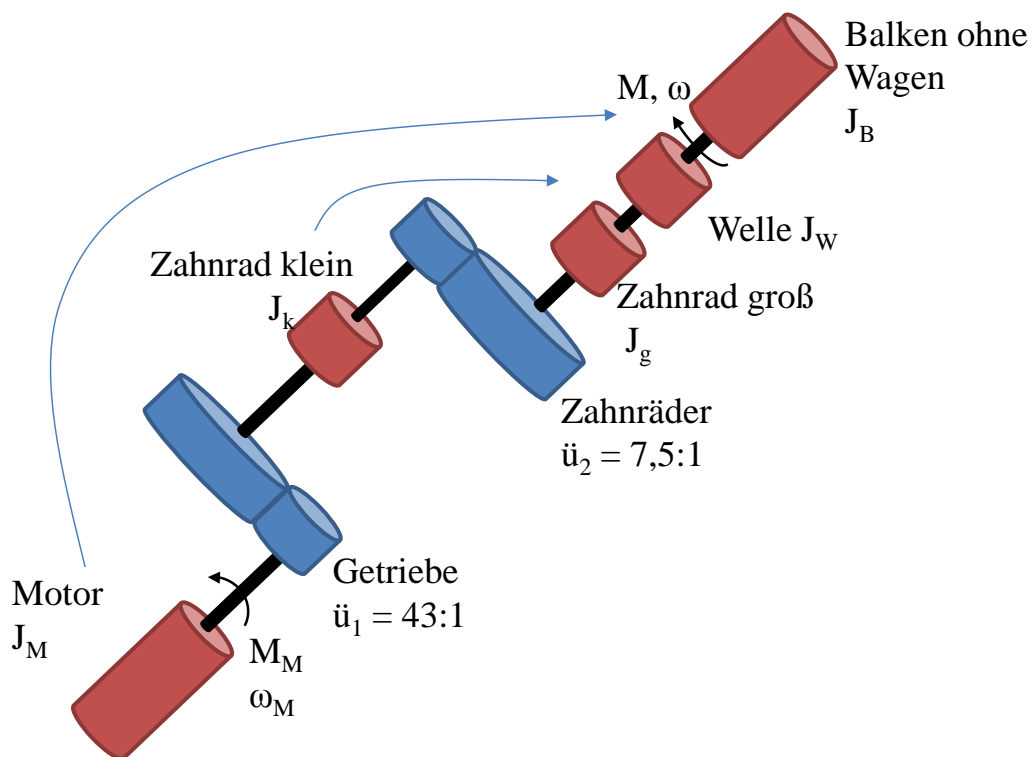 Balken ohne
Wagen
J_B
M, ω
Welle J_W
Zahnrad klein
J_k
Zahnrad groß
J_g
Zahnräder
ü_2 = 7,5:1
Getriebe
ü_1 = 43:1
Motor
J_M
M_M
ω_M